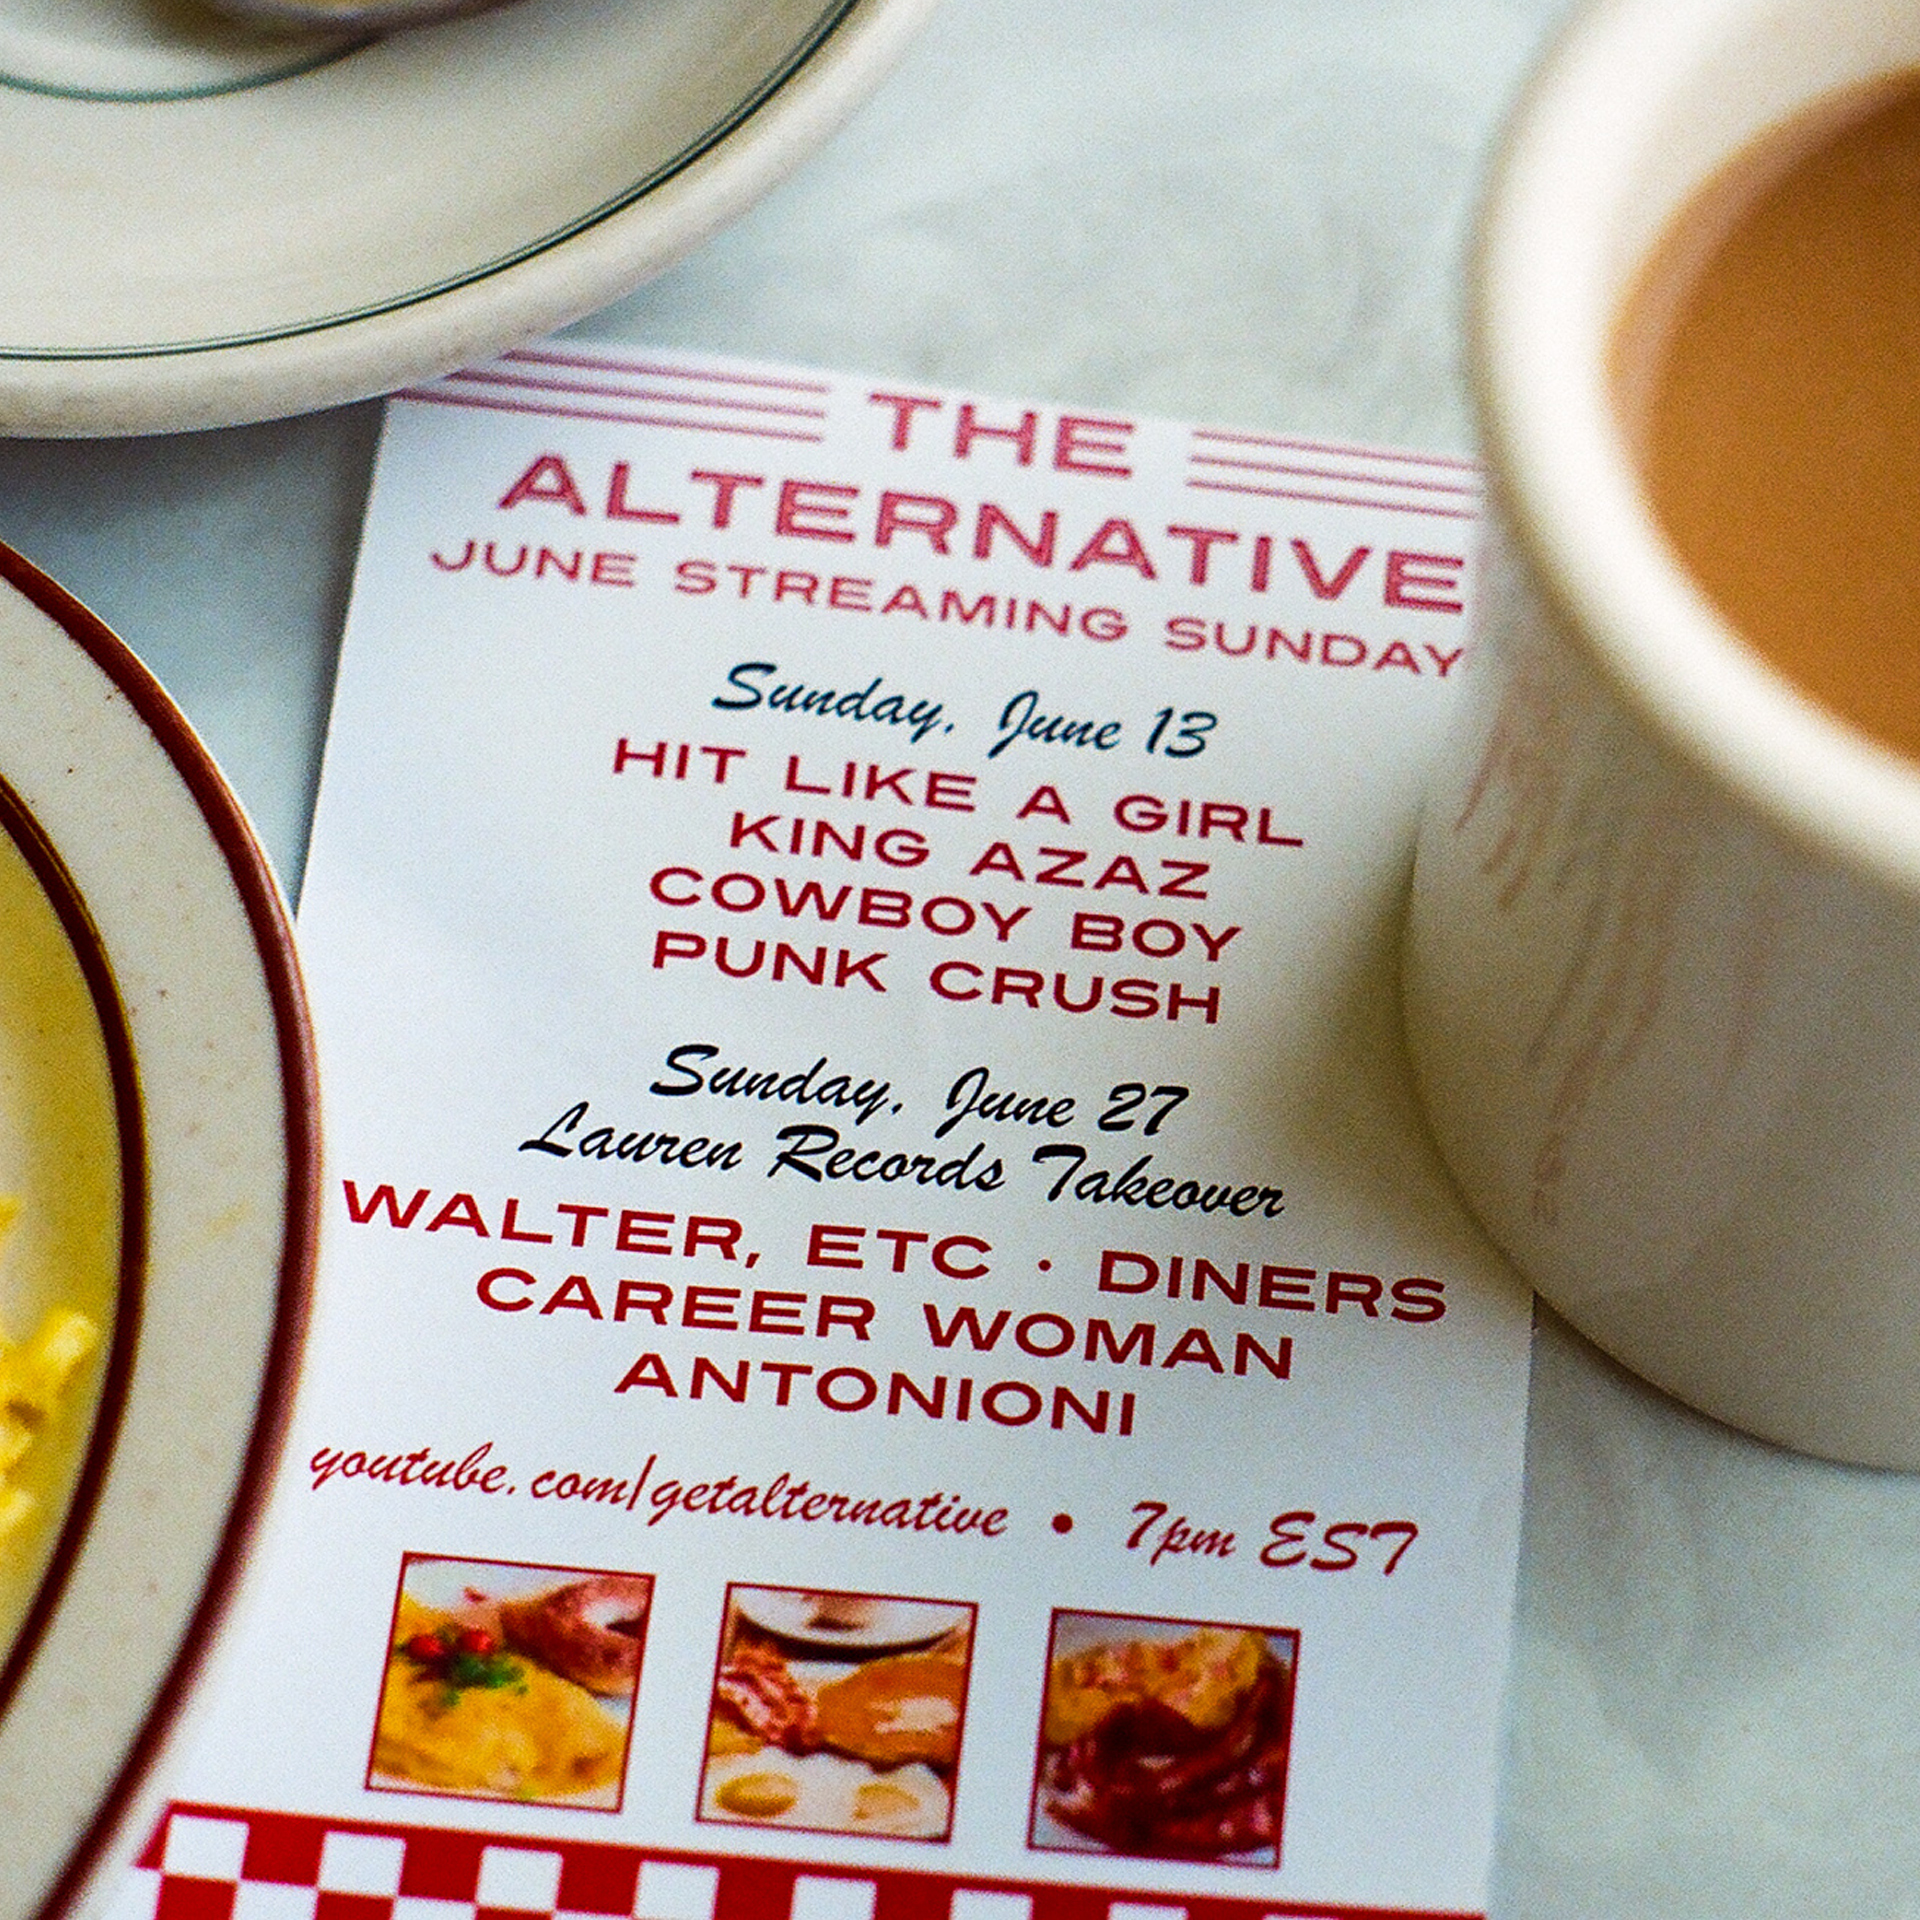 THE
ALTERNATIVE
JUNE STREAMING SUNDAY
Sunday, June 13
HIT LIKE A GIRL
KING AZAZ
COWBOY BOY
PUNK CRUSH
Sunday, June 27
Lauren Records Takeover
WALTER, ETC · DINERS
CAREER WOMAN
ANTONIONI
youtube.com/getalternative • 7pm EST